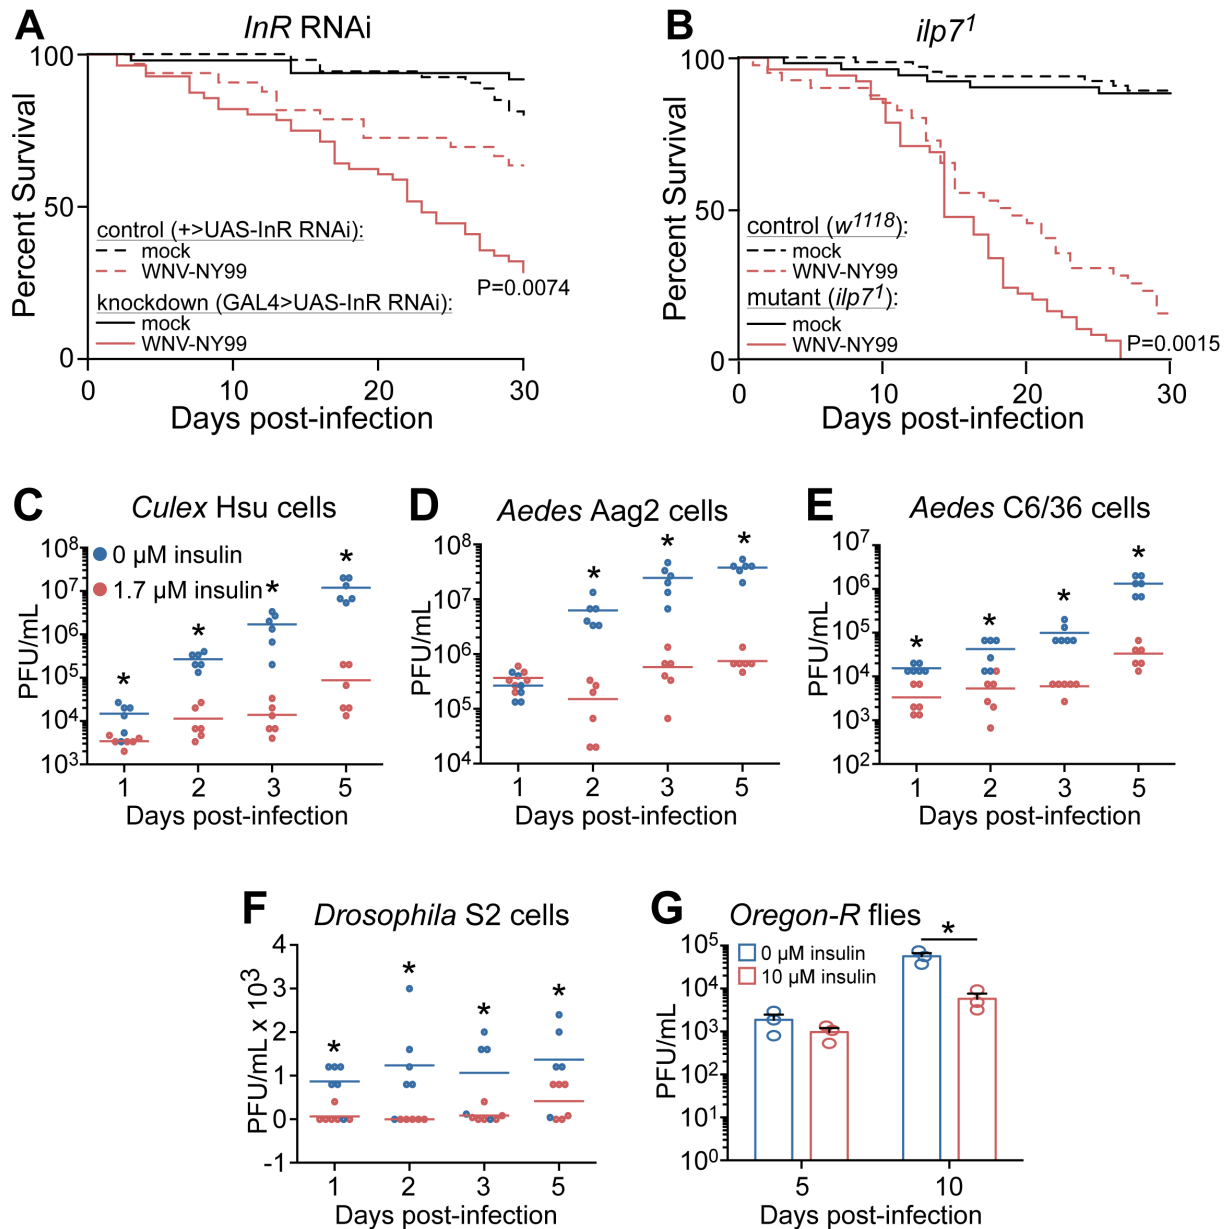 A
InR RNAi
100
50
0
Percent Survival
control (+>UAS-InR RNAi):
mock
WNV-NY99
knockdown (GAL4>UAS-InR RNAi):
mock
WNV-NY99
P=0.0074
0 10 20 30
Days post-infection
B
ilp7¹
100
50
0
Percent Survival
control (w¹¹¹⁸):
mock
WNV-NY99
mutant (ilp7¹):
mock
WNV-NY99
P=0.0015
0 10 20 30
Days post-infection
C
Culex Hsu cells
10⁸
10⁷
10⁶
10⁵
10⁴
10³
PFU/mL
0 µM insulin
1.7 µM insulin
* * * *
1 2 3 5
Days post-infection
D
Aedes Aag2 cells
10⁸
10⁷
10⁶
10⁵
10⁴
PFU/mL
* * *
1 2 3 5
Days post-infection
E
Aedes C6/36 cells
10⁷
10⁶
10⁵
10⁴
10³
10²
PFU/mL
* * * *
1 2 3 5
Days post-infection
F
Drosophila S2 cells
4
3
2
1
0
-1
PFU/mL x 10³
* * * *
1 2 3 5
Days post-infection
G
Oregon-R flies
10⁵
10⁴
10³
10²
10¹
10⁰
PFU/mL
0 µM insulin
10 µM insulin
*
5 10
Days post-infection